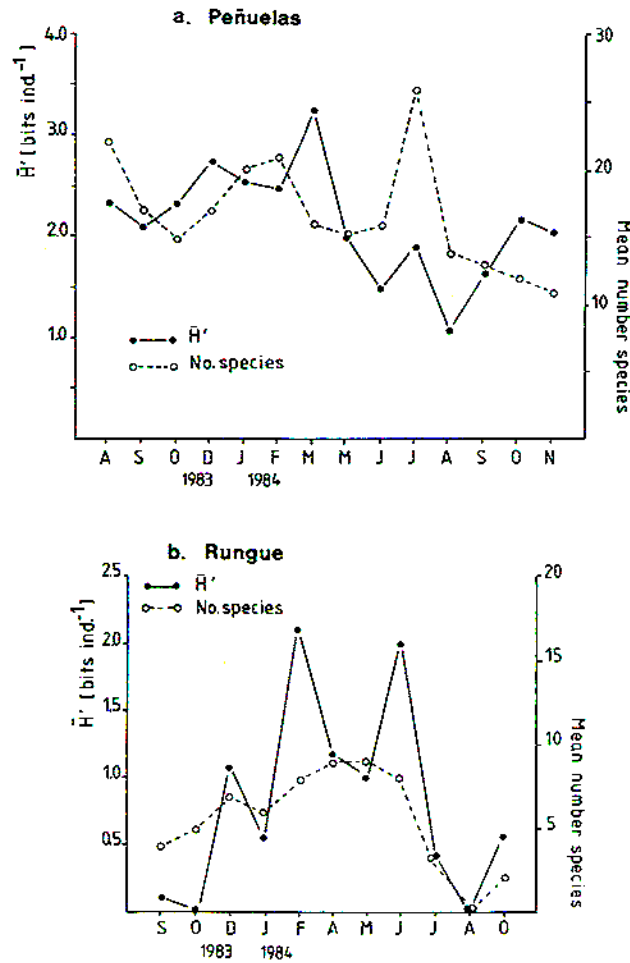 a. Peñuelas
4.0
3.0
2.0
1.0
H̄' (bits ind.⁻¹)
30
20
10
Mean number species
H̄'
No. species
A S O D J F M M J J A S O N
1983 1984
b. Rungue
2.5
2.0
1.5
1.0
0.5
H̄' (bits ind.⁻¹)
H̄'
No. species
20
15
10
5
Mean number species
S O D J F A M J J A O
1983 1984